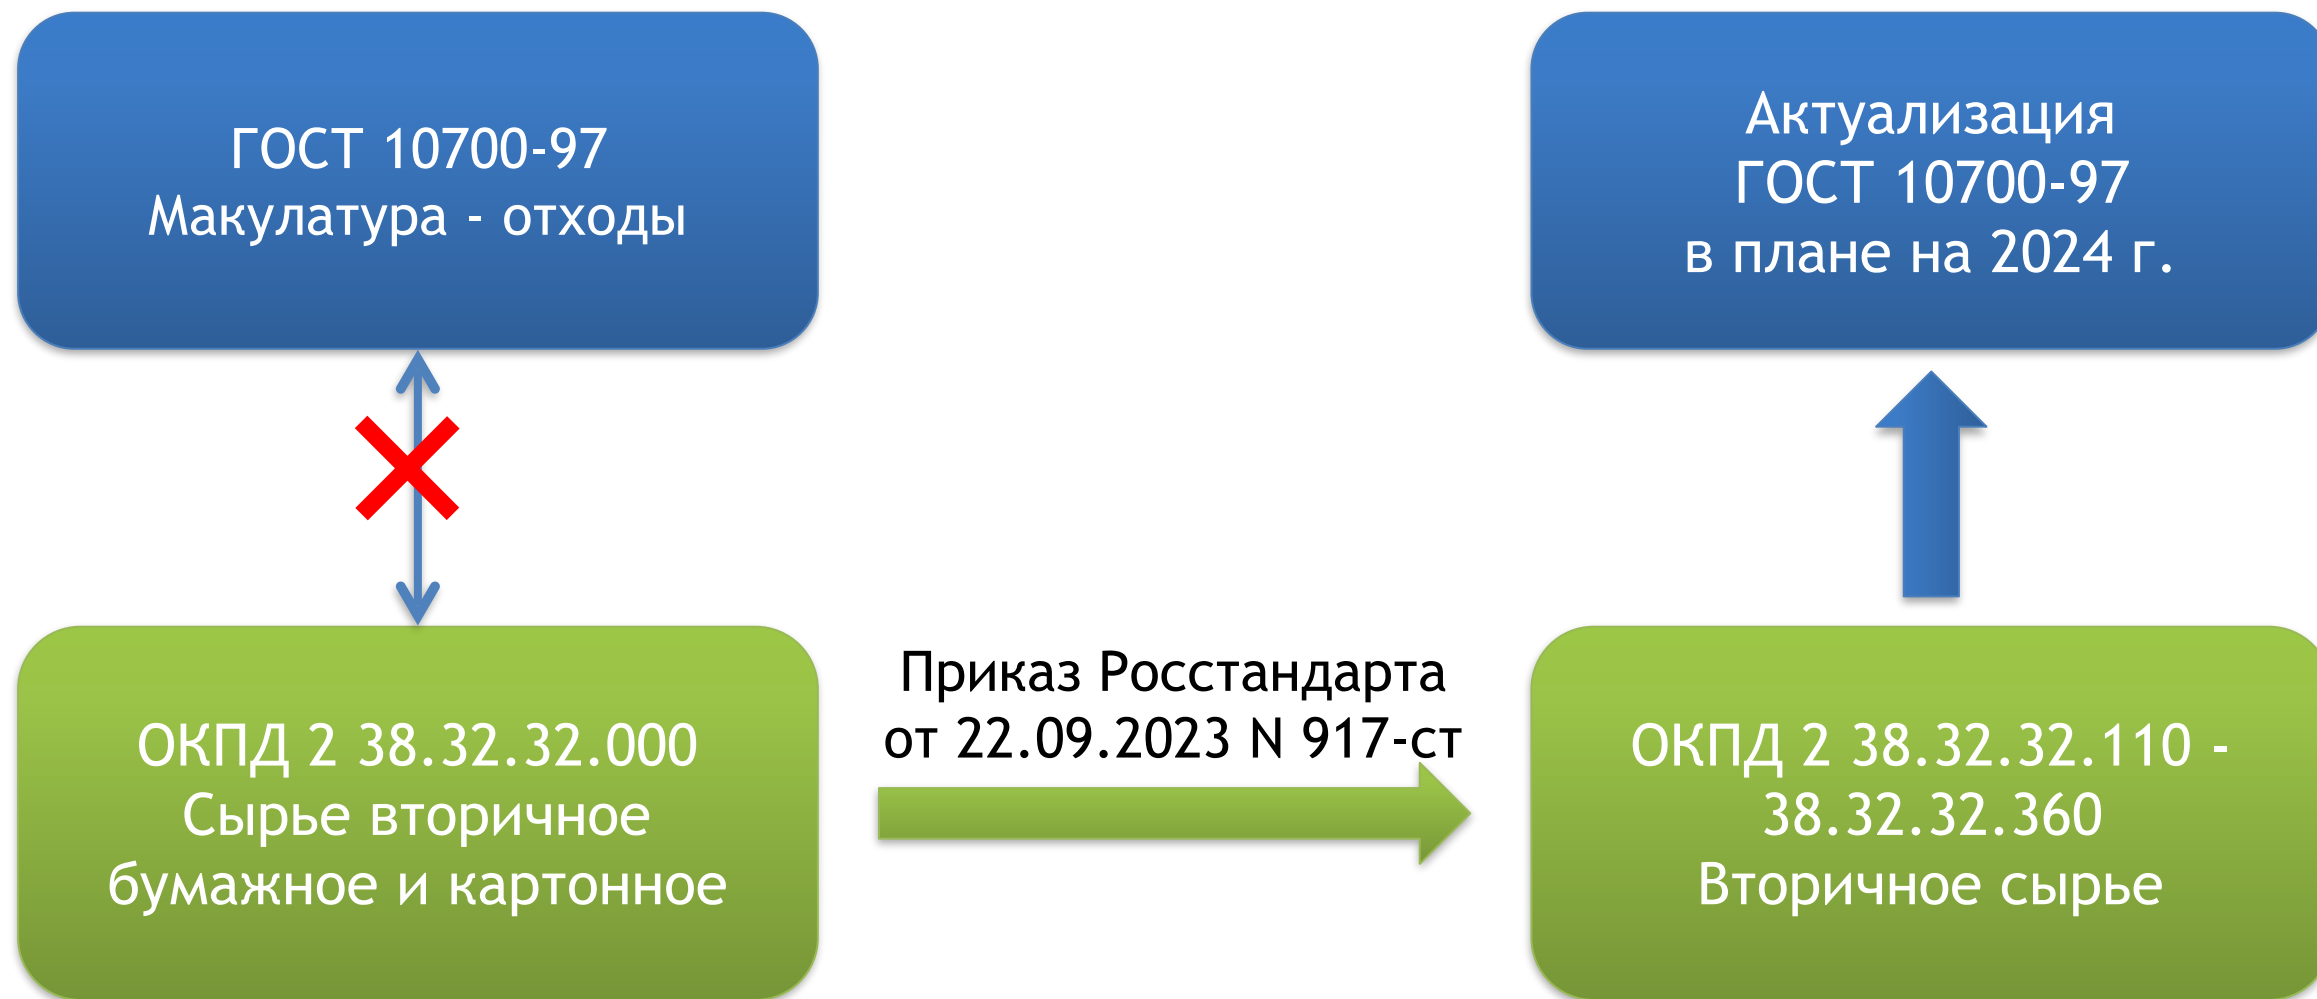 ГОСТ 10700-97
Макулатура - отходы
Актуализация
ГОСТ 10700-97
в плане на 2024 г.
Приказ Росстандарта
от 22.09.2023 N 917-ст
ОКПД 2 38.32.32.000
Сырье вторичное
бумажное и картонное
ОКПД 2 38.32.32.110 -
38.32.32.360
Вторичное сырье